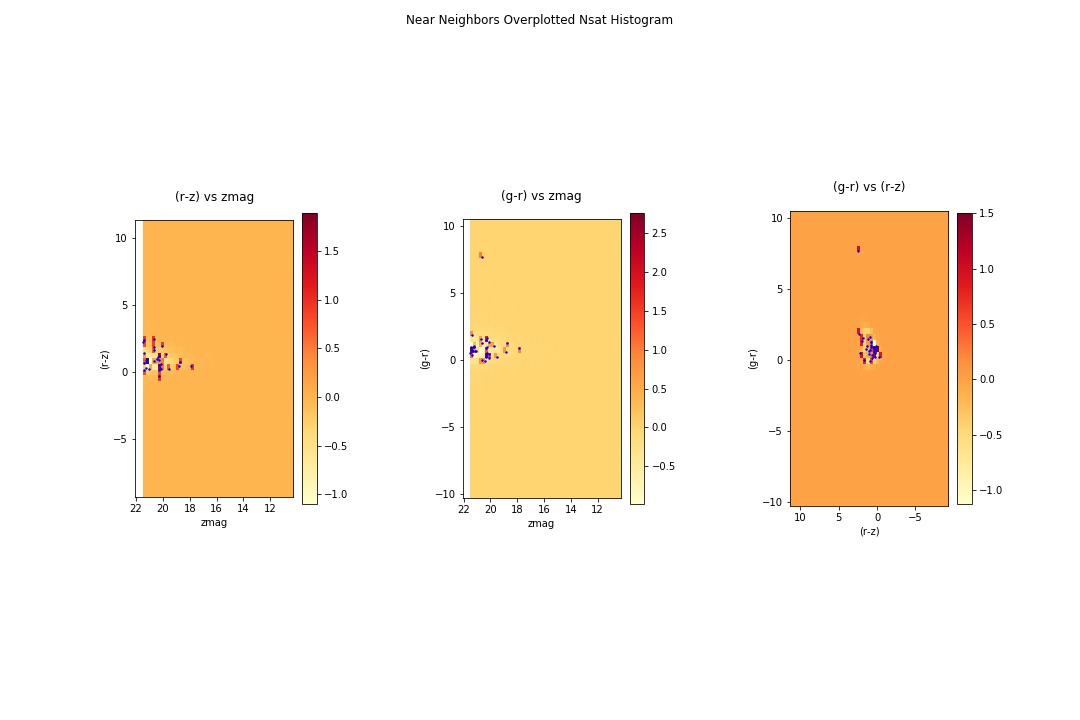 Near Neighbors Overplotted Nsat Histogram
(r-z) vs zmag
10
5
0
−5
(r-z)
22 20 18 16 14 12
zmag
1.5
1.0
0.5
0.0
−0.5
−1.0
(g-r) vs zmag
10
5
0
−5
−10
(g-r)
22 20 18 16 14 12
zmag
2.5
2.0
1.5
1.0
0.5
0.0
−0.5
(g-r) vs (r-z)
10
5
0
−5
−10
(g-r)
10 5 0 −5
(r-z)
1.5
1.0
0.5
0.0
−0.5
−1.0